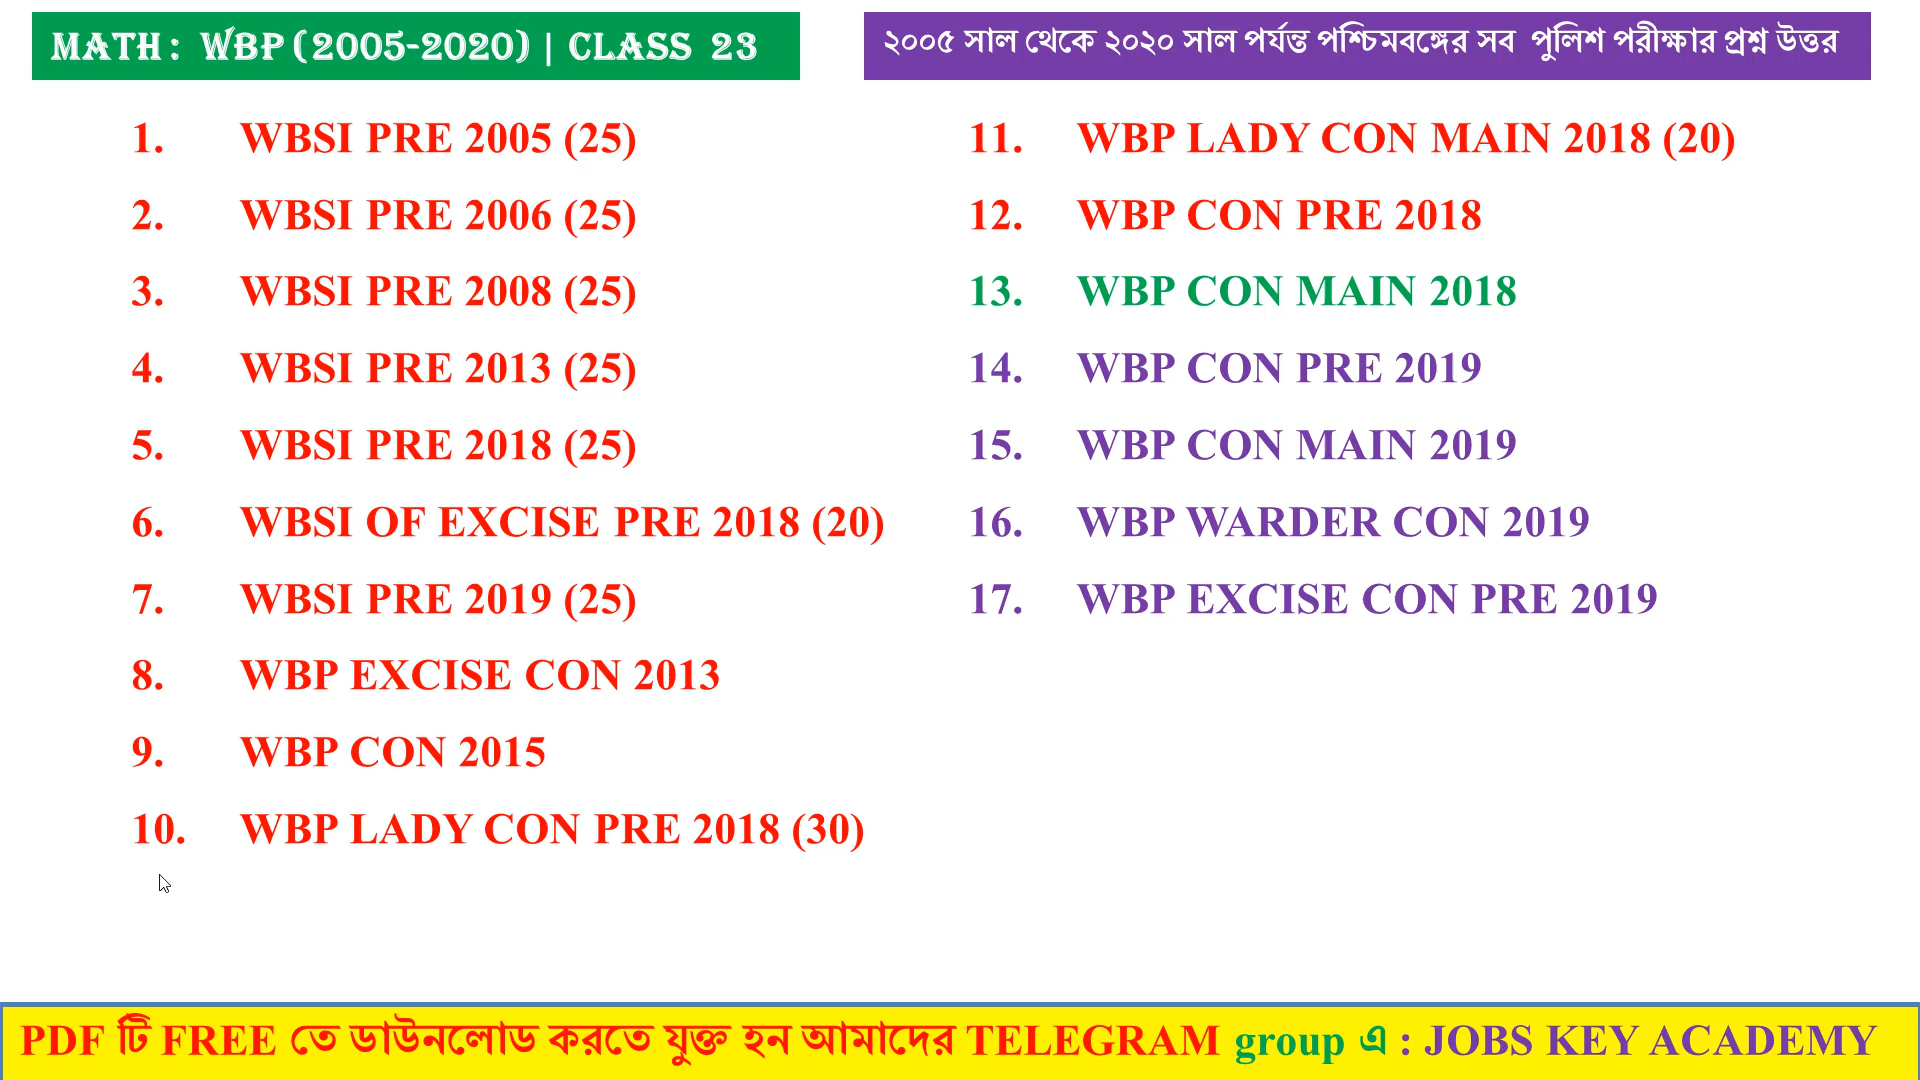 MATH : WBP (2005-2020) | CLASS 23
২০০৫ সাল থেকে ২০২০ সাল পর্যন্ত পশ্চিমবঙ্গের সব পুলিশ পরীক্ষার প্রশ্ন উত্তর
1. WBSI PRE 2005 (25)
2. WBSI PRE 2006 (25)
3. WBSI PRE 2008 (25)
4. WBSI PRE 2013 (25)
5. WBSI PRE 2018 (25)
6. WBSI OF EXCISE PRE 2018 (20)
7. WBSI PRE 2019 (25)
8. WBP EXCISE CON 2013
9. WBP CON 2015
10. WBP LADY CON PRE 2018 (30)
11. WBP LADY CON MAIN 2018 (20)
12. WBP CON PRE 2018
13. WBP CON MAIN 2018
14. WBP CON PRE 2019
15. WBP CON MAIN 2019
16. WBP WARDER CON 2019
17. WBP EXCISE CON PRE 2019
PDF টি FREE তে ডাউনলোড করতে যুক্ত হন আমাদের TELEGRAM group এ : JOBS KEY ACADEMY